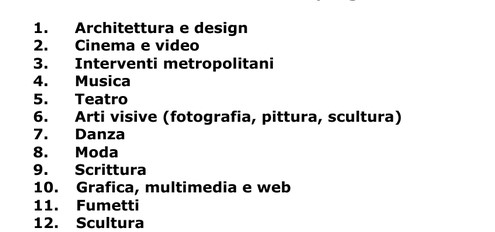 1. Architettura e design
2. Cinema e video
3. Interventi metropolitani
4. Musica
5. Teatro
6. Arti visive (fotografia, pittura, scultura)
7. Danza
8. Moda
9. Scrittura
10. Grafica, multimedia e web
11. Fumetti
12. Scultura